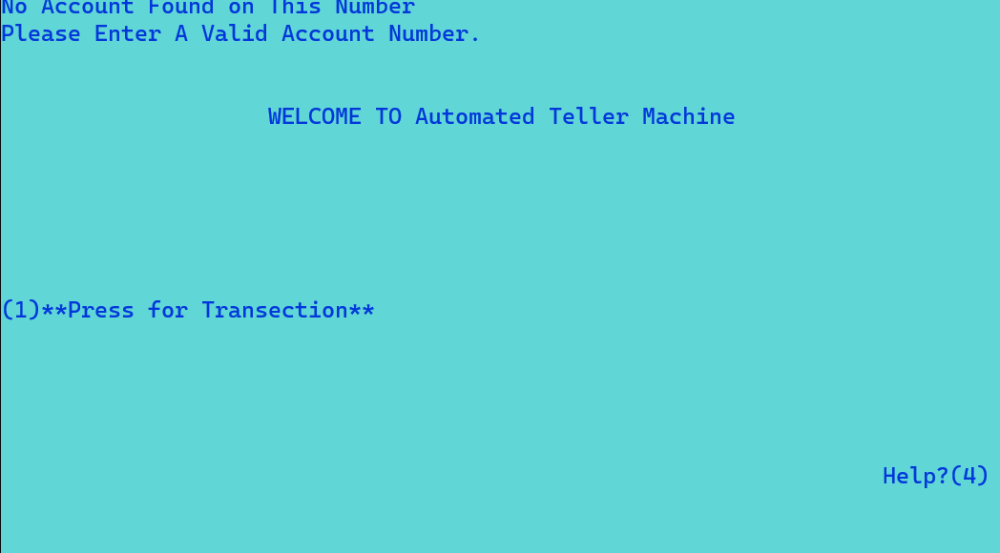 No Account Found on This Number
Please Enter A Valid Account Number.
WELCOME TO Automated Teller Machine
(1)**Press for Transection**
Help?(4)